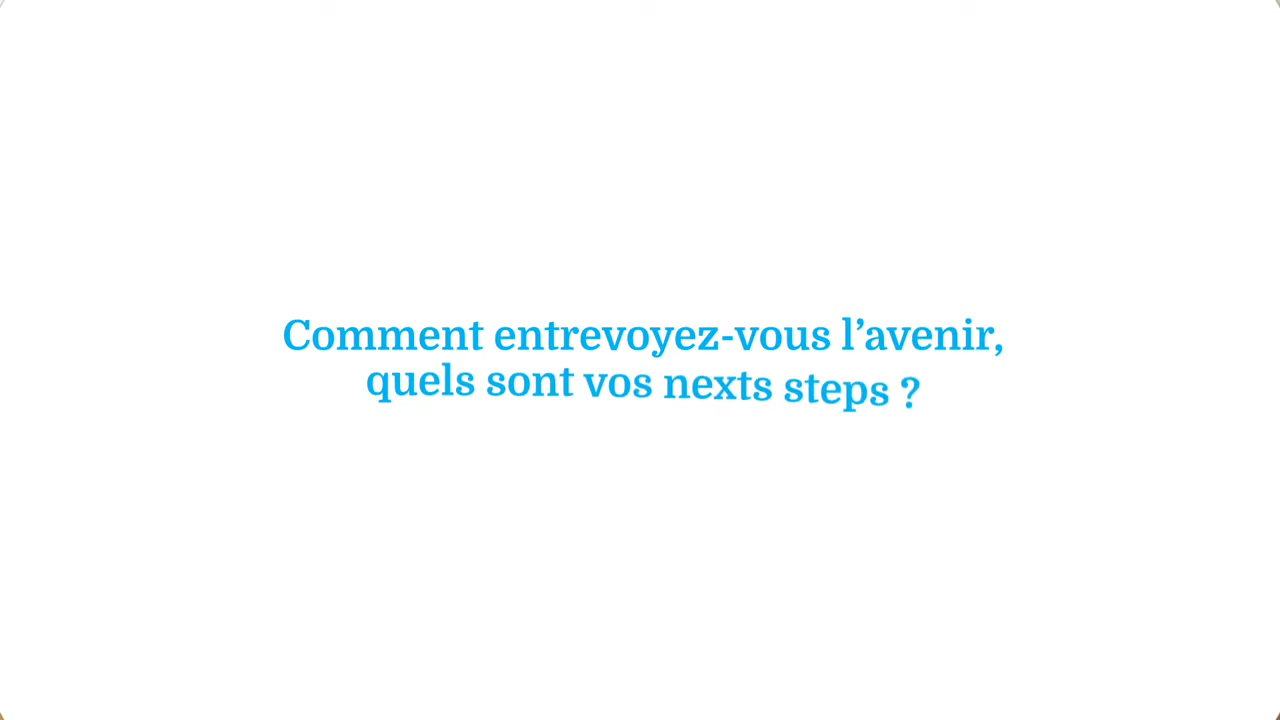 Comment entrevoyez-vous l’avenir,
quels sont vos nexts steps ?